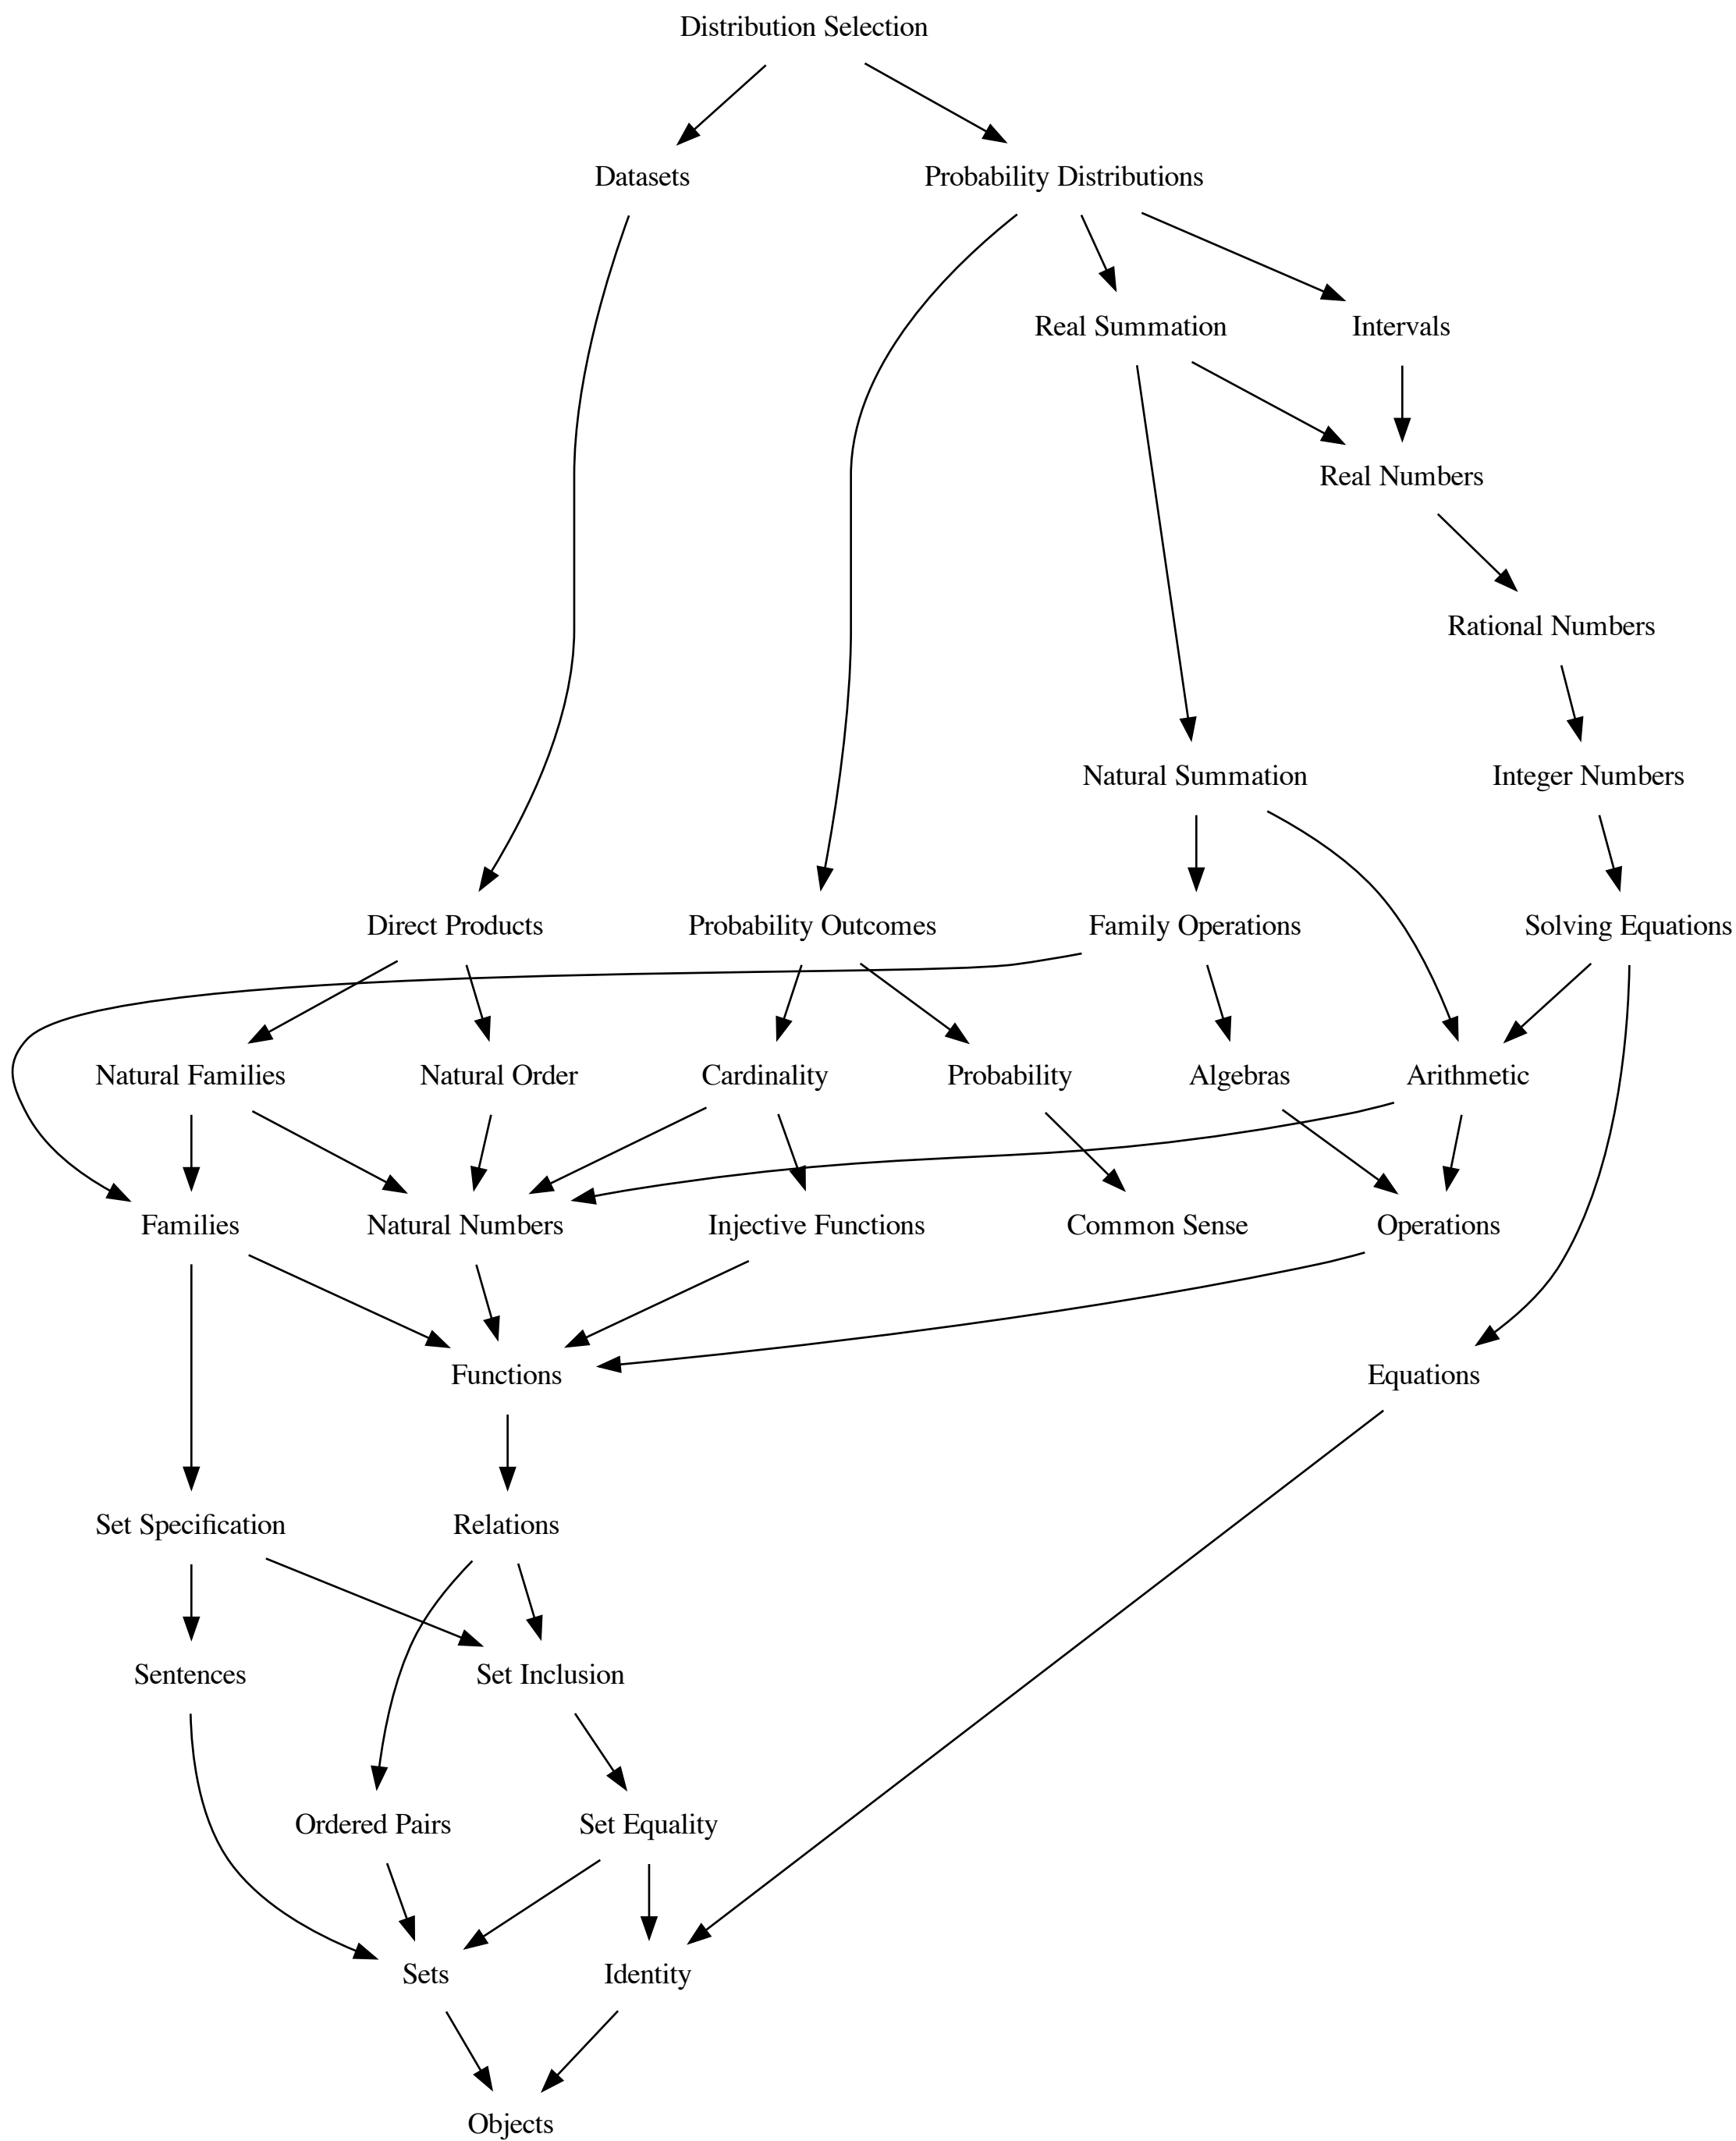 Distribution Selection
Datasets
Probability Distributions
Real Summation
Intervals
Real Numbers
Rational Numbers
Natural Summation
Integer Numbers
Direct Products
Probability Outcomes
Family Operations
Solving Equations
Natural Families
Natural Order
Cardinality
Probability
Algebras
Arithmetic
Families
Natural Numbers
Injective Functions
Common Sense
Operations
Functions
Equations
Set Specification
Relations
Sentences
Set Inclusion
Ordered Pairs
Set Equality
Sets
Identity
Objects